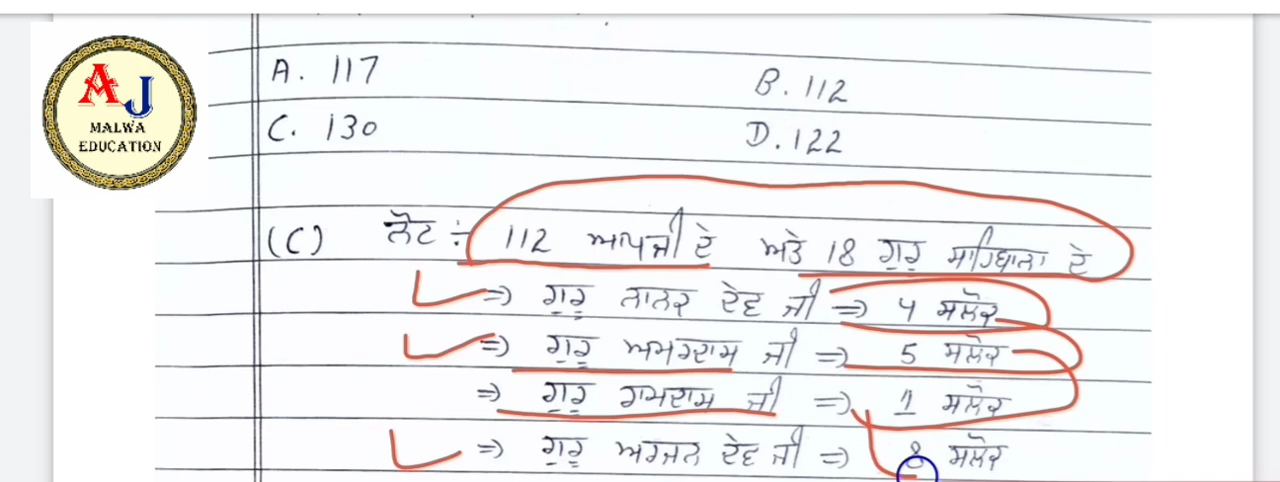 AJ
MALWA
EDUCATION
A. 117 B. 112
C. 130 D. 122
(C) ਨੋਟ ÷ 112 ਆਪਜੀ ਦੇ ਅਤੇ 18 ਗੁਰੂ ਸਾਹਿਬਾਨਾ ਦੇ
⇒ ਗੁਰੂ ਨਾਨਕ ਦੇਵ ਜੀ ⇒ 4 ਸਲੋਕ
⇒ ਗੁਰੂ ਅਮਰਦਾਸ ਜੀ ⇒ 5 ਸਲੋਕ
⇒ ਗੁਰੂ ਰਾਮਦਾਸ ਜੀ ⇒ 1 ਸਲੋਕ
⇒ ਗੁਰੂ ਅਰਜਨ ਦੇਵ ਜੀ ⇒ 8 ਸਲੋਕ